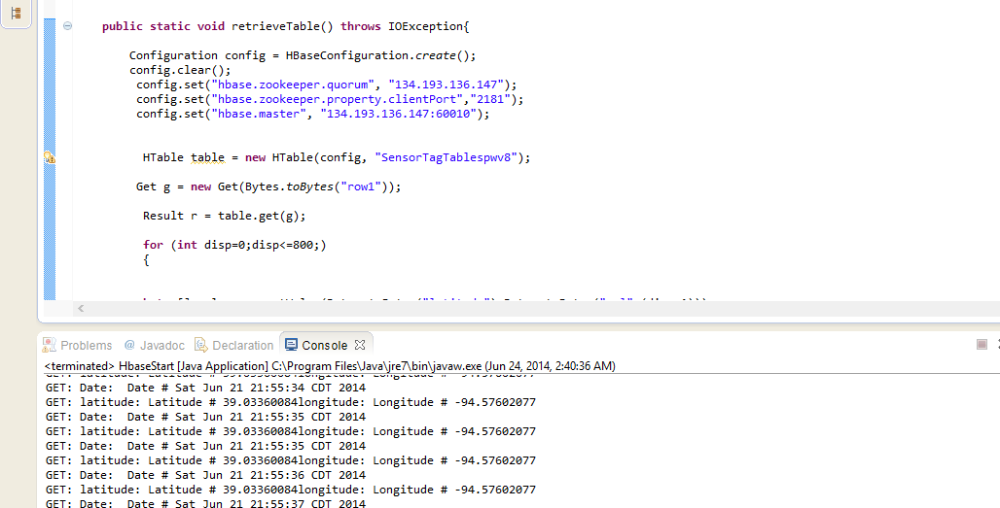 public static void retrieveTable() throws IOException{
Configuration config = HBaseConfiguration.create();
config.clear();
config.set("hbase.zookeeper.quorum", "134.193.136.147");
config.set("hbase.zookeeper.property.clientPort","2181");
config.set("hbase.master", "134.193.136.147:60010");
HTable table = new HTable(config, "SensorTagTablespwv8");
Get g = new Get(Bytes.toBytes("row1"));
Result r = table.get(g);
for (int disp=0;disp<=800;)
{
Problems @ Javadoc Declaration Console
<terminated> HbaseStart [Java Application] C:\Program Files\Java\jre7\bin\javaw.exe (Jun 24, 2014, 2:40:36 AM)
GET: latitude: Latitude # 39.03360084longitude: Longitude # -94.57602077
GET: Date:  Date # Sat Jun 21 21:55:34 CDT 2014
GET: latitude: Latitude # 39.03360084longitude: Longitude # -94.57602077
GET: Date:  Date # Sat Jun 21 21:55:35 CDT 2014
GET: latitude: Latitude # 39.03360084longitude: Longitude # -94.57602077
GET: Date:  Date # Sat Jun 21 21:55:35 CDT 2014
GET: latitude: Latitude # 39.03360084longitude: Longitude # -94.57602077
GET: Date:  Date # Sat Jun 21 21:55:36 CDT 2014
GET: latitude: Latitude # 39.03360084longitude: Longitude # -94.57602077
GET: Date:  Date # Sat Jun 21 21:55:37 CDT 2014